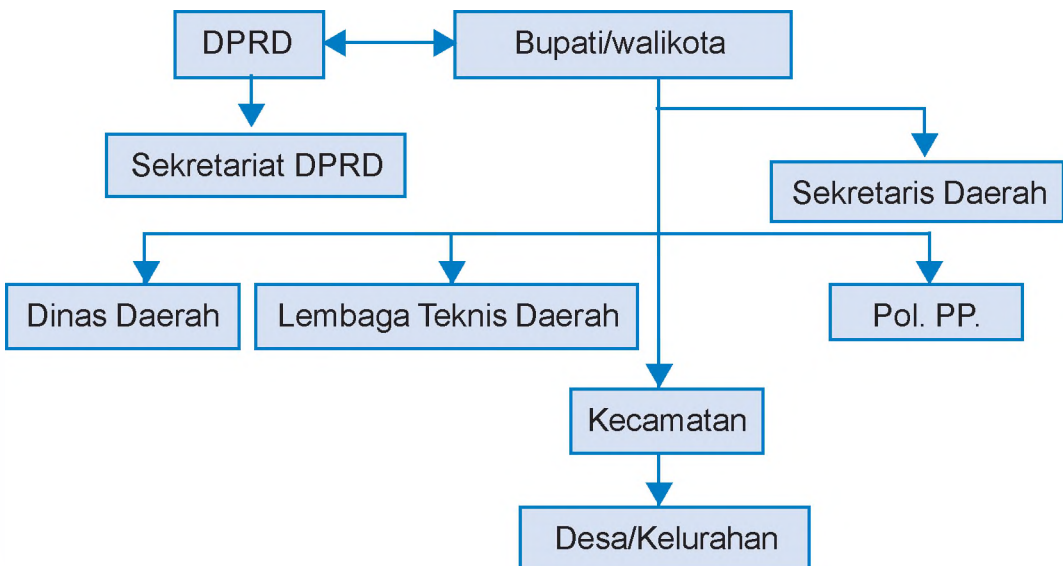 DPRD
Bupati/walikota
Sekretariat DPRD
Sekretaris Daerah
Dinas Daerah
Lembaga Teknis Daerah
Pol. PP.
Kecamatan
Desa/Kelurahan